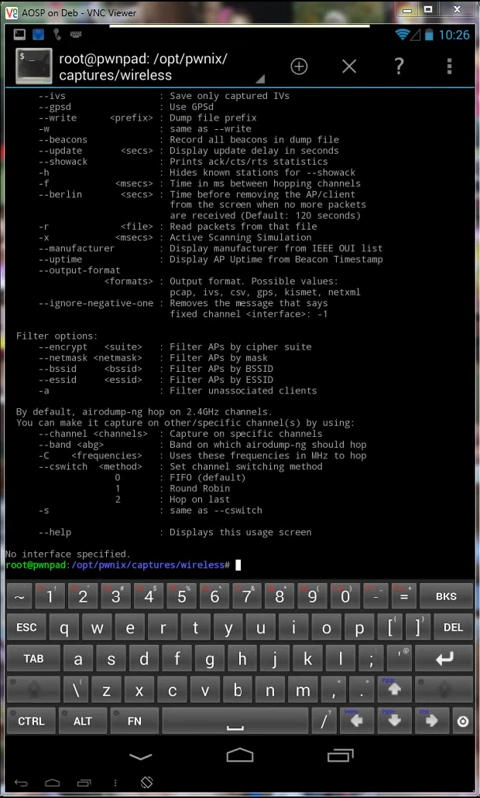 AOSP on Deb - VNC Viewer
10:26
root@pwnpad: /opt/pwnix/
captures/wireless
--ivs : Save only captured IVs
--gpsd : Use GPSd
--write <prefix> : Dump file prefix
-w : same as --write
--beacons : Record all beacons in dump file
--update <secs> : Display update delay in seconds
--showack : Prints ack/cts/rts statistics
-h : Hides known stations for --showack
-f <msecs> : Time in ms between hopping channels
--berlin <secs> : Time before removing the AP/client
from the screen when no more packets
are received (Default: 120 seconds)
-r <file> : Read packets from that file
-x <msecs> : Active Scanning Simulation
--manufacturer : Display manufacturer from IEEE OUI list
--uptime : Display AP Uptime from Beacon Timestamp
--output-format
<formats> : Output format. Possible values:
pcap, ivs, csv, gps, kismet, netxml
--ignore-negative-one : Removes the message that says
fixed channel <interface>: -1
Filter options:
--encrypt <suite> : Filter APs by cipher suite
--netmask <netmask> : Filter APs by mask
--bssid <bssid> : Filter APs by BSSID
--essid <essid> : Filter APs by ESSID
-a : Filter unassociated clients
By default, airodump-ng hop on 2.4GHz channels.
You can make it capture on other/specific channel(s) by using:
--channel <channels> : Capture on specific channels
--band <abg> : Band on which airodump-ng should hop
-C <frequencies> : Uses these frequencies in MHz to hop
--cswitch <method> : Set channel switching method
0 : FIFO (default)
1 : Round Robin
2 : Hop on last
-s : same as --cswitch
--help : Displays this usage screen
No interface specified.
root@pwnpad:/opt/pwnix/captures/wireless#
~ 1 2 3 4 5 6 7 8 9 0 - = BKS
ESC q w e r t y u i o p [ ] DEL
TAB a s d f g h j k l ; '
\ z x c v b n m , .
CTRL ALT FN /